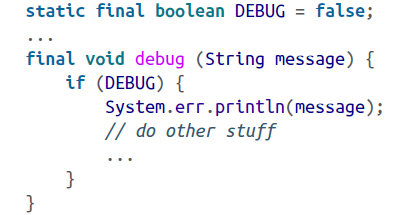 static final boolean DEBUG = false;
...
final void debug (String message) {
    if (DEBUG) {
        System.err.println(message);
        // do other stuff
        ...
    }
}